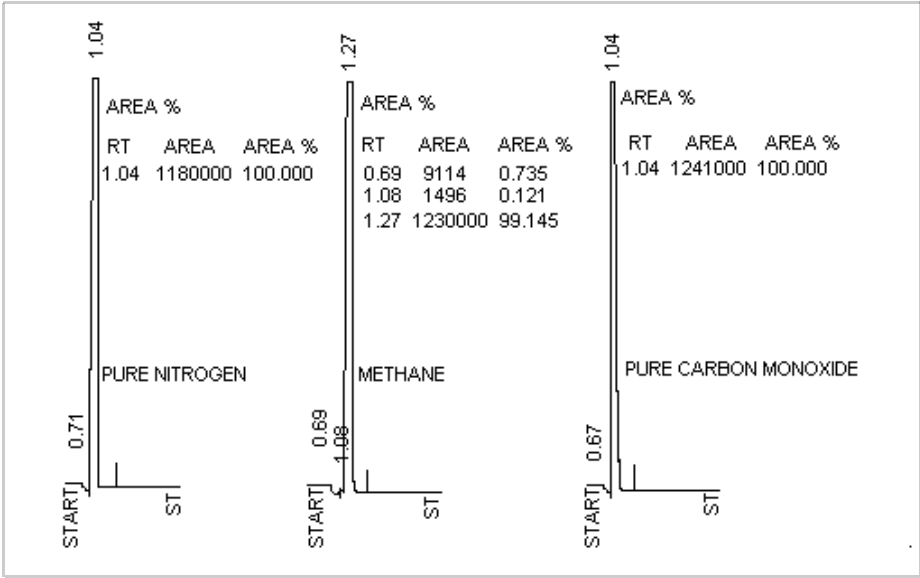 1.04
AREA %
RT AREA AREA %
1.04 1180000 100.000
PURE NITROGEN
0.71
START
ST
1.27
AREA %
RT AREA AREA %
0.69 9114 0.735
1.08 1496 0.121
1.27 1230000 99.145
METHANE
0.69
1.08
START
ST
1.04
AREA %
RT AREA AREA %
1.04 1241000 100.000
PURE CARBON MONOXIDE
0.67
START
ST